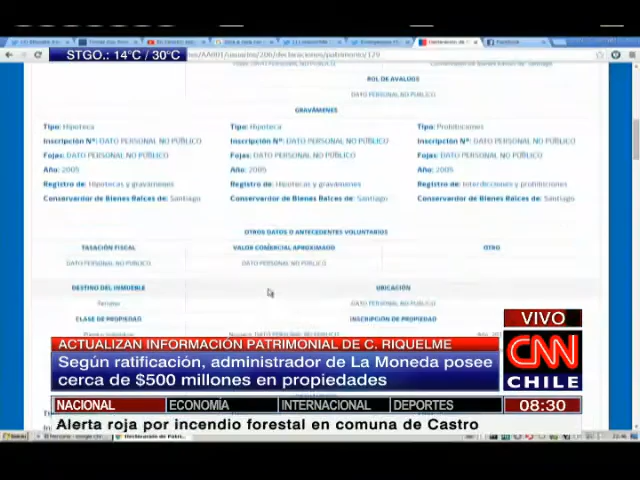 STGO.: 14°C / 30°C
ROL DE AVALUOS
DATO PERSONAL NO PÚBLICO
GRAVÁMENES
Tipo: Hipoteca
Tipo: Hipoteca
Tipo: Prohibiciones
Inscripción Nº: DATO PERSONAL NO PÚBLICO
Inscripción Nº: DATO PERSONAL NO PÚBLICO
Inscripción Nº: DATO PERSONAL NO PÚBLICO
Fojas: DATO PERSONAL NO PÚBLICO
Fojas: DATO PERSONAL NO PÚBLICO
Fojas: DATO PERSONAL NO PÚBLICO
Año: 2005
Año: 2005
Año: 2005
Registro de: Hipotecas y gravámenes
Registro de: Hipotecas y gravámenes
Registro de: Interdicciones y prohibiciones
Conservardor de Bienes Raíces de: Santiago
Conservardor de Bienes Raíces de: Santiago
Conservardor de Bienes Raíces de: Santiago
OTROS DATOS O ANTECEDENTES VOLUNTARIOS
TASACIÓN FISCAL
VALOR COMERCIAL APROXIMADO
OTRO
DATO PERSONAL NO PÚBLICO
DATO PERSONAL NO PÚBLICO
DESTINO DEL INMUEBLE
UBICACIÓN
DATO PERSONAL NO PÚBLICO
CLASE DE PROPIEDAD
INSCRIPCIÓN DE PROPIEDAD
VIVO
CNN
CHILE
ACTUALIZAN INFORMACIÓN PATRIMONIAL DE C. RIQUELME
Según ratificación, administrador de La Moneda posee
cerca de $500 millones en propiedades
NACIONAL
ECONOMÍA
INTERNACIONAL
DEPORTES
08:30
Alerta roja por incendio forestal en comuna de Castro